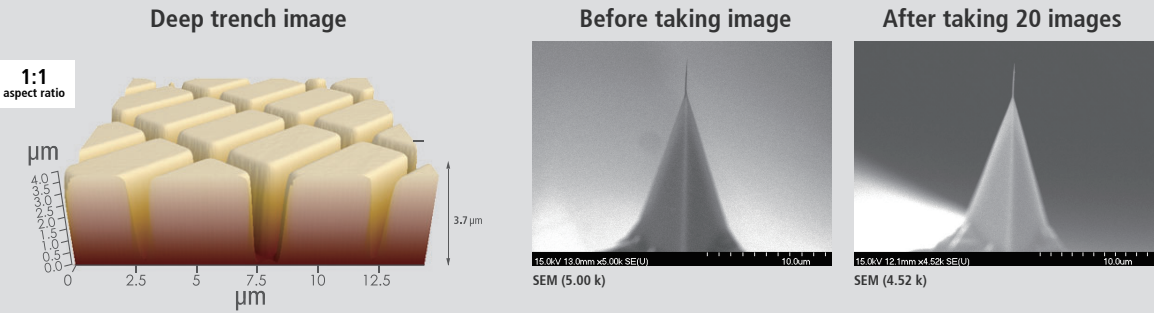 Deep trench image
1:1
aspect ratio
µm
4.0
3.5
3.0
2.5
2.0
1.5
1.0
0.5
0.0
0 2.5 5 7.5 10 12.5
µm
3.7 µm
Before taking image
15.0kV 13.0mm x5.00k SE(U) 10.0um
SEM (5.00 k)
After taking 20 images
15.0kV 12.1mm x4.52k SE(U) 10.0um
SEM (4.52 k)